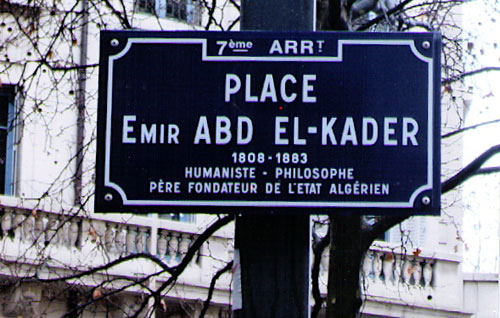 7ème ARRT
PLACE
EMIR ABD EL-KADER
1808-1883
HUMANISTE - PHILOSOPHE
PÈRE FONDATEUR DE L'ETAT ALGÉRIEN